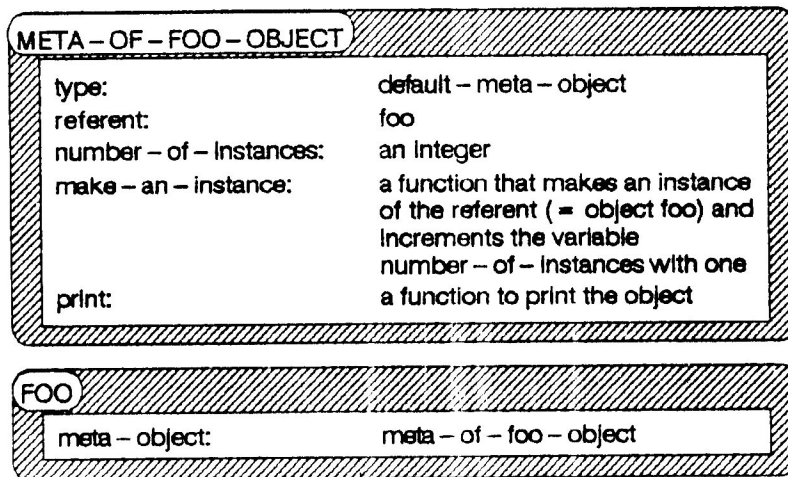 META – OF – FOO – OBJECT
type: default – meta – object
referent: foo
number – of – instances: an integer
make – an – instance: a function that makes an instance
of the referent ( = object foo) and
increments the variable
number – of – instances with one
print: a function to print the object
FOO
meta – object: meta – of – foo – object